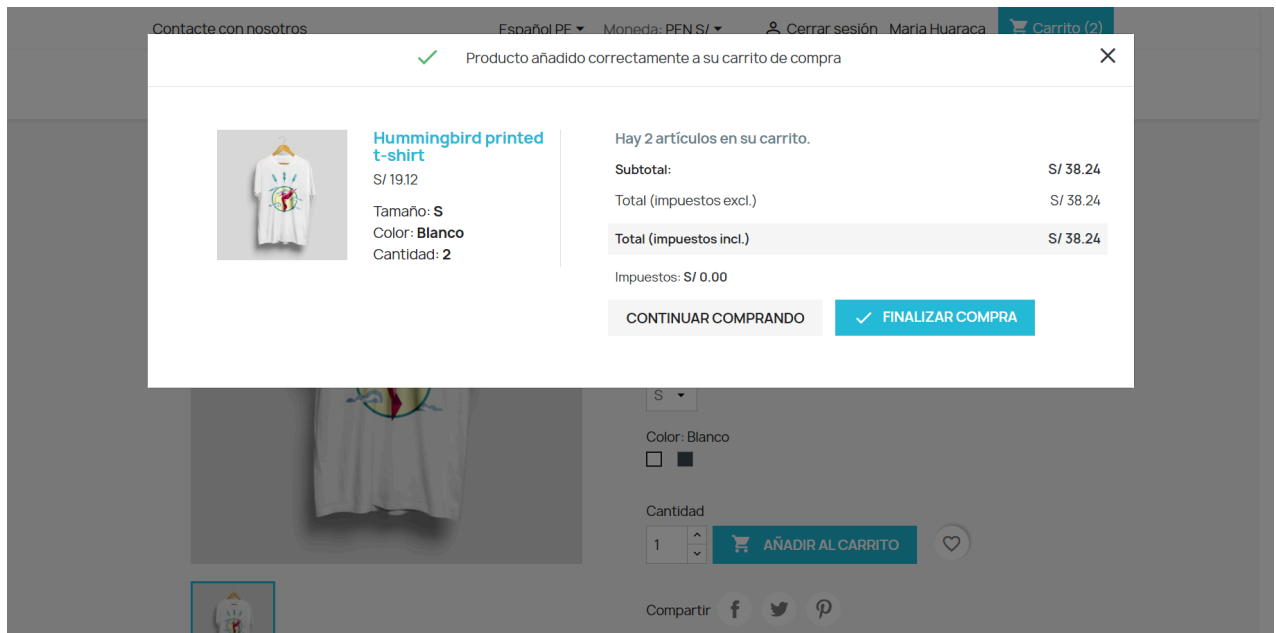 Contacte con nosotros
Español PE Moneda: PEN S/ Cerrar sesión Maria Huaraca Carrito (2)
Producto añadido correctamente a su carrito de compra
Hummingbird printed
t-shirt
S/ 19.12
Tamaño: S
Color: Blanco
Cantidad: 2
Hay 2 artículos en su carrito.
Subtotal: S/ 38.24
Total (impuestos excl.) S/ 38.24
Total (impuestos incl.) S/ 38.24
Impuestos: S/ 0.00
CONTINUAR COMPRANDO FINALIZAR COMPRA
S
Color: Blanco
Cantidad
1 AÑADIR AL CARRITO
Compartir